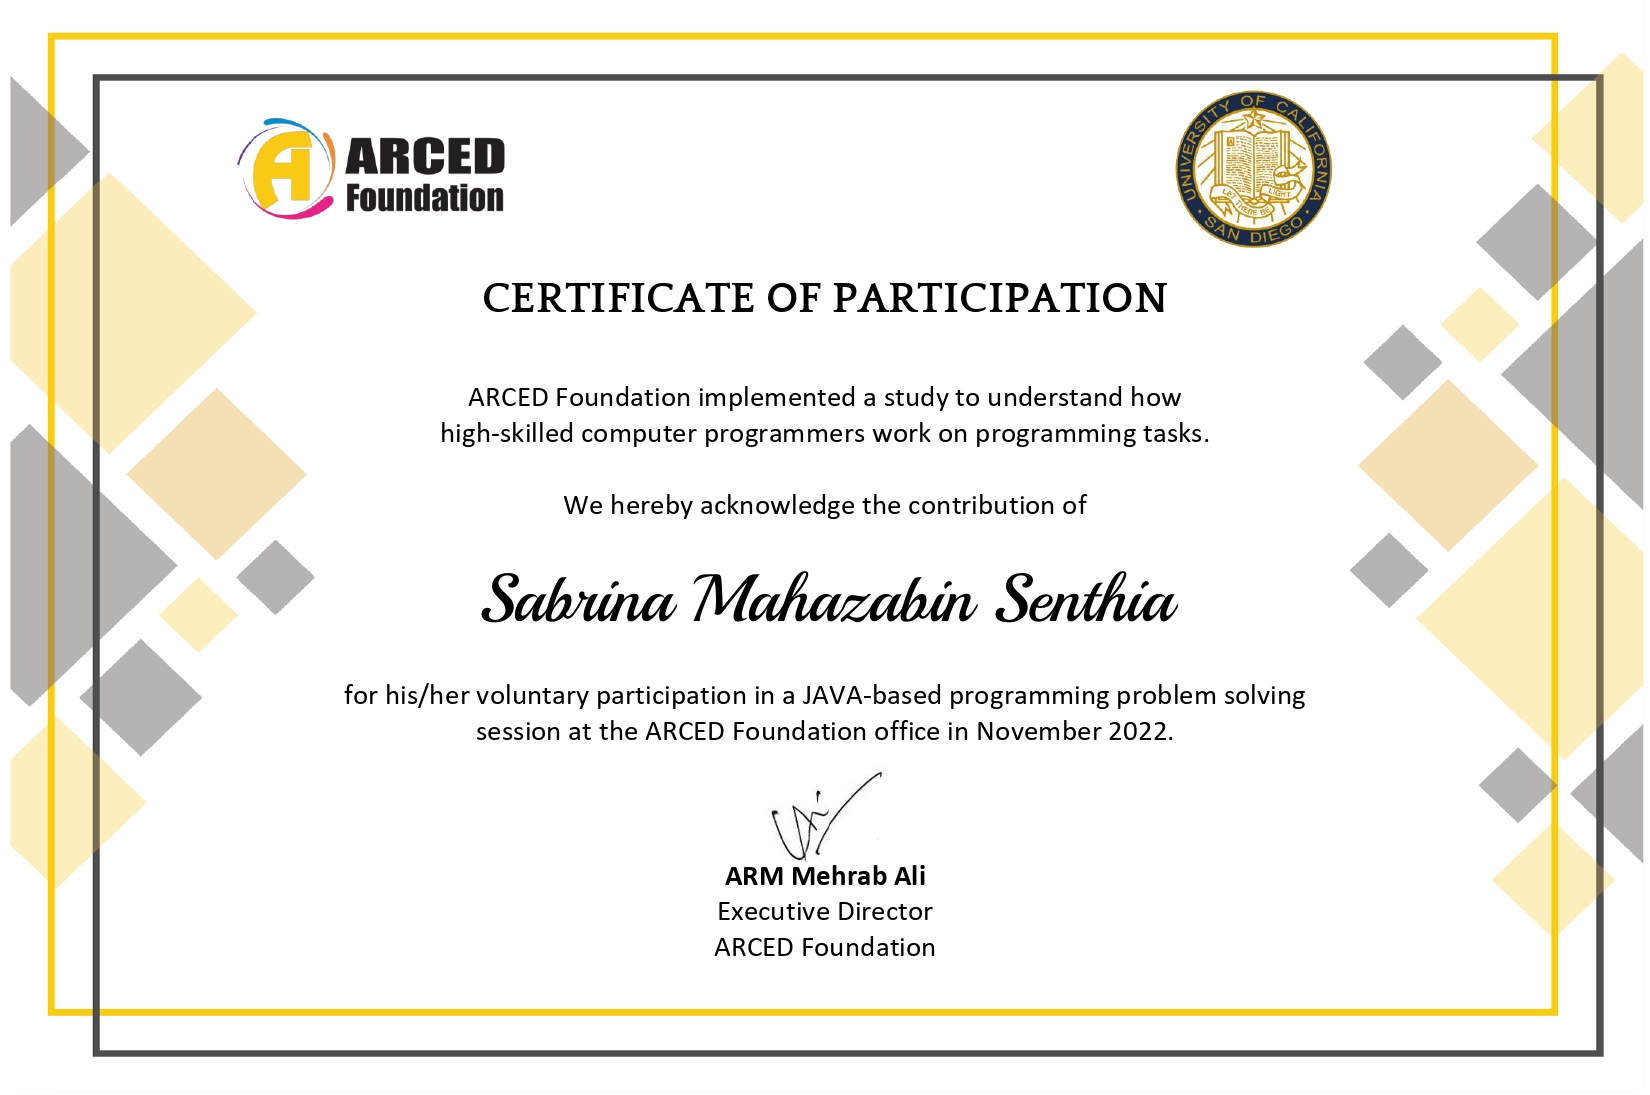 ARCED
Foundation
UNIVERSITY OF CALIFORNIA
LET THERE BE LIGHT
SAN DIEGO
CERTIFICATE OF PARTICIPATION
ARCED Foundation implemented a study to understand how
high-skilled computer programmers work on programming tasks.
We hereby acknowledge the contribution of
Sabrina Mahazabin Senthia
for his/her voluntary participation in a JAVA-based programming problem solving
session at the ARCED Foundation office in November 2022.
ARM Mehrab Ali
Executive Director
ARCED Foundation